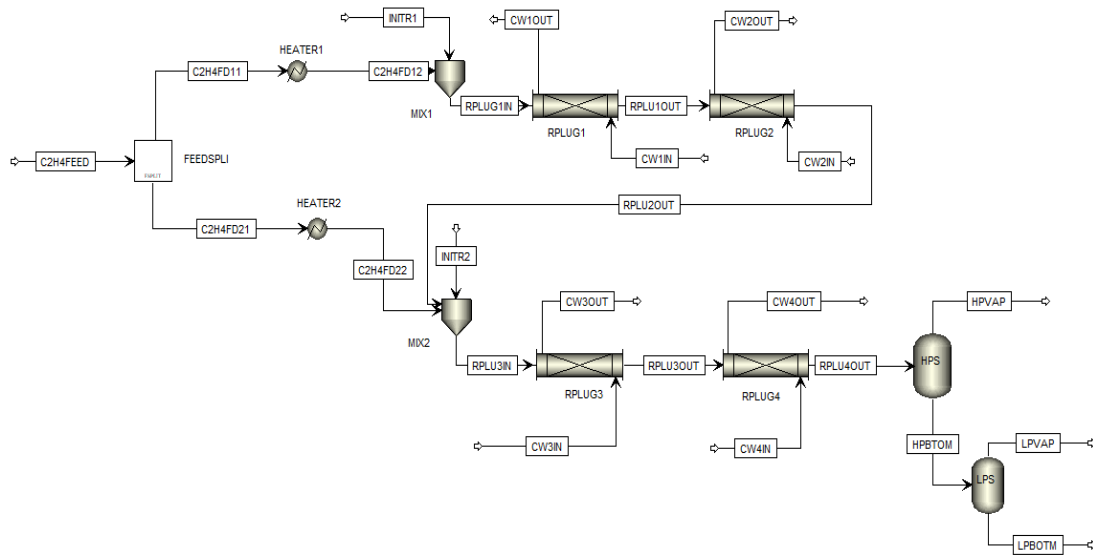 INITR1
CW1OUT
CW2OUT
HEATER1
C2H4FD11
C2H4FD12
MIX1
RPLUG1IN
RPLU1OUT
RPLUG1
RPLUG2
C2H4FEED
FEEDSPLI
CW1IN
CW2IN
HEATER2
RPLU2OUT
C2H4FD21
INITR2
C2H4FD22
CW3OUT
CW4OUT
HPVAP
MIX2
RPLU3IN
RPLU3OUT
RPLU4OUT
HPS
RPLUG3
RPLUG4
CW3IN
CW4IN
HPBTOM
LPVAP
LPS
LPBOTM